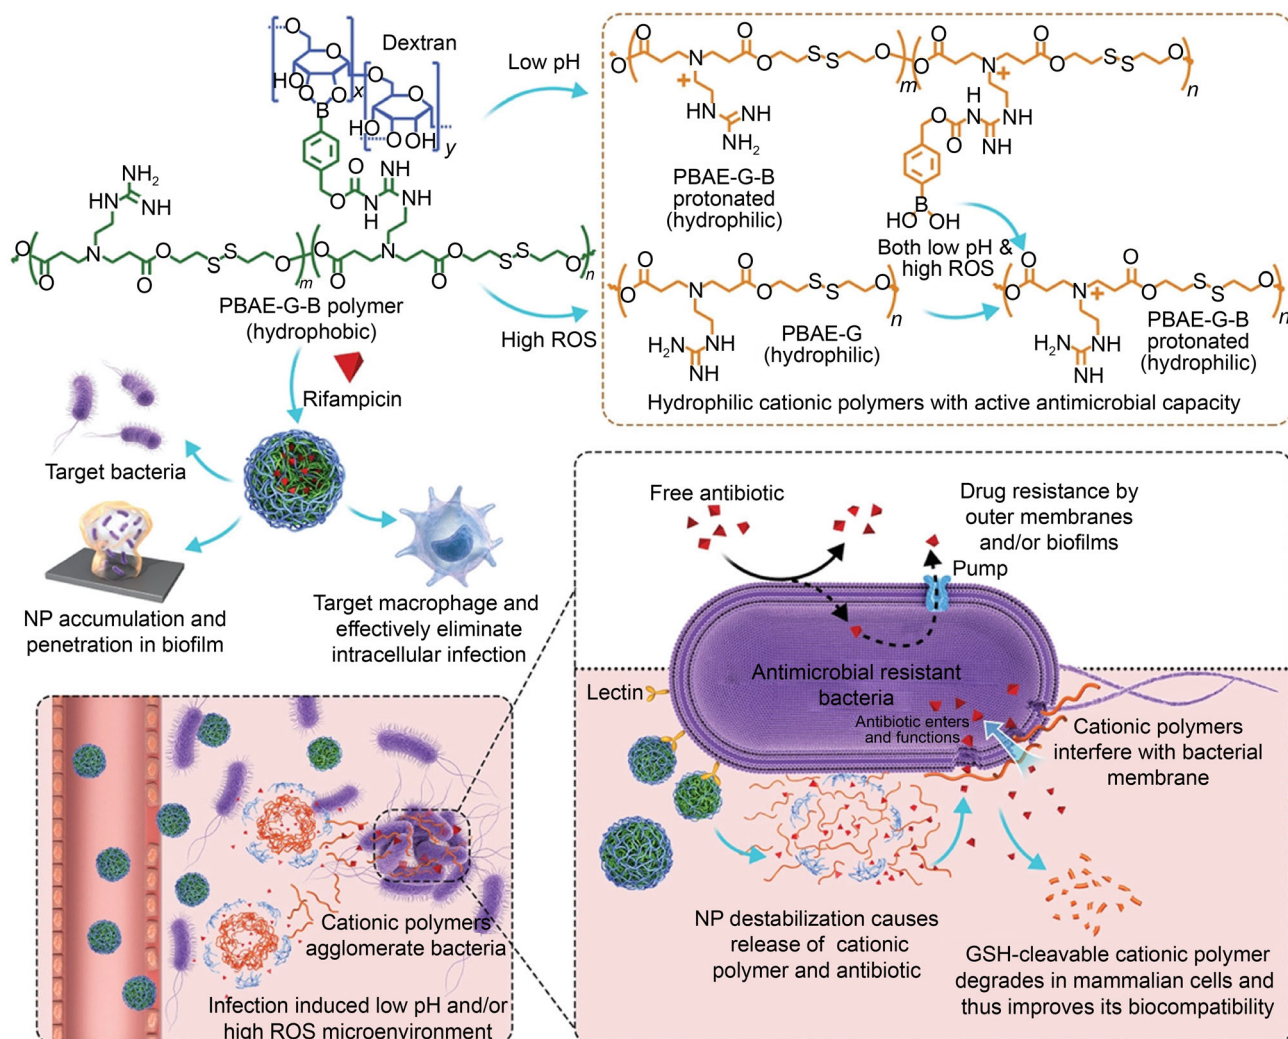 Dextran
Low pH
PBAE-G-B
protonated
(hydrophilic)
Both low pH &
high ROS
PBAE-G-B polymer
(hydrophobic)
High ROS
PBAE-G
(hydrophilic)
PBAE-G-B
protonated
(hydrophilic)
Hydrophilic cationic polymers with active antimicrobial capacity
Rifampicin
Target bacteria
NP accumulation and
penetration in biofilm
Target macrophage and
effectively eliminate
intracellular infection
Free antibiotic
Drug resistance by
outer membranes
and/or biofilms
Pump
Lectin
Antimicrobial resistant
bacteria
Antibiotic enters
and functions
Cationic polymers
interfere with bacterial
membrane
NP destabilization causes
release of cationic
polymer and antibiotic
GSH-cleavable cationic polymer
degrades in mammalian cells and
thus improves its biocompatibility
Cationic polymers
agglomerate bacteria
Infection induced low pH and/or
high ROS microenvironment